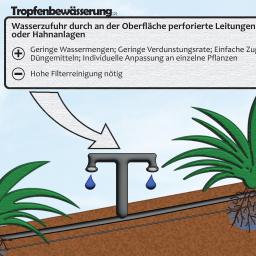 Tropfenbewässerung
Wasserzufuhr durch an der Oberfläche perforierte Leitungen
oder Hahnanlagen
+ Geringe Wassermengen; Geringe Verdunstungsrate; Einfache Zug
Düngemitteln; Individuelle Anpassung an einzelne Pflanzen
− Hohe Filterreinigung nötig